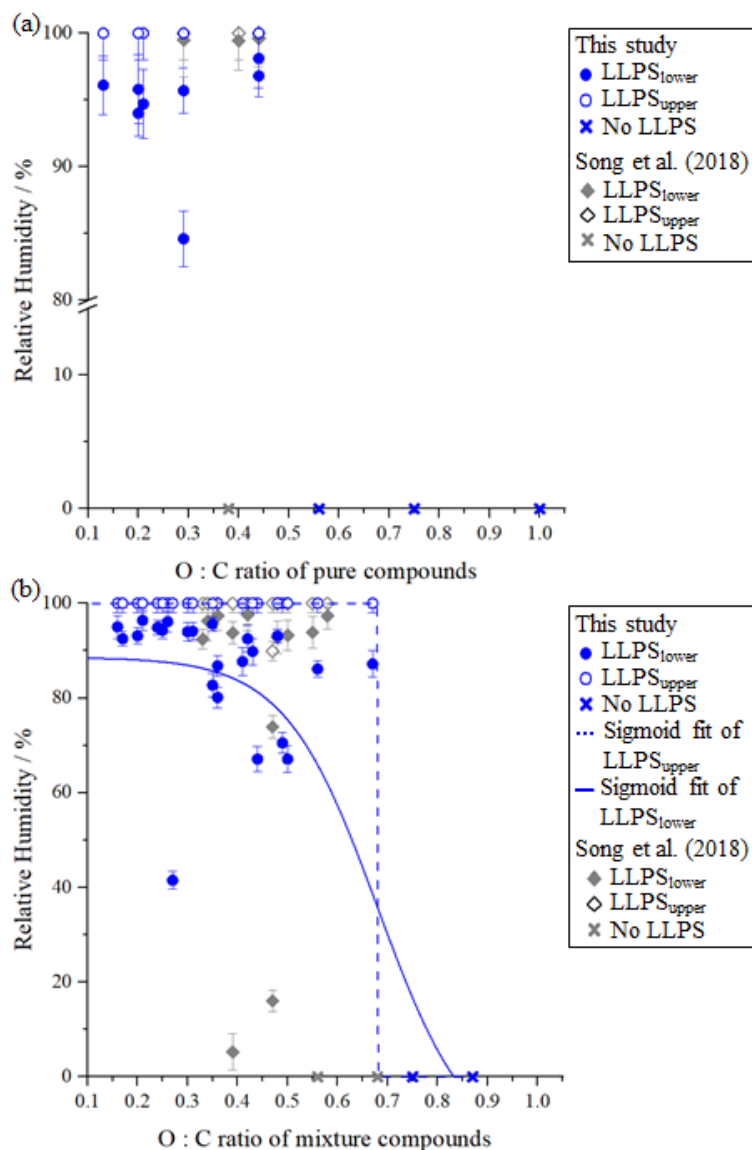 (a)
100
90
80
10
0
Relative Humidity / %
0.1 0.2 0.3 0.4 0.5 0.6 0.7 0.8 0.9 1.0
O : C ratio of pure compounds
This study
LLPSlower
LLPSupper
No LLPS
Song et al. (2018)
LLPSlower
LLPSupper
No LLPS
(b)
100
80
60
40
20
0
Relative Humidity / %
0.1 0.2 0.3 0.4 0.5 0.6 0.7 0.8 0.9 1.0
O : C ratio of mixture compounds
This study
LLPSlower
LLPSupper
No LLPS
Sigmoid fit of
LLPSupper
Sigmoid fit of
LLPSlower
Song et al. (2018)
LLPSlower
LLPSupper
No LLPS